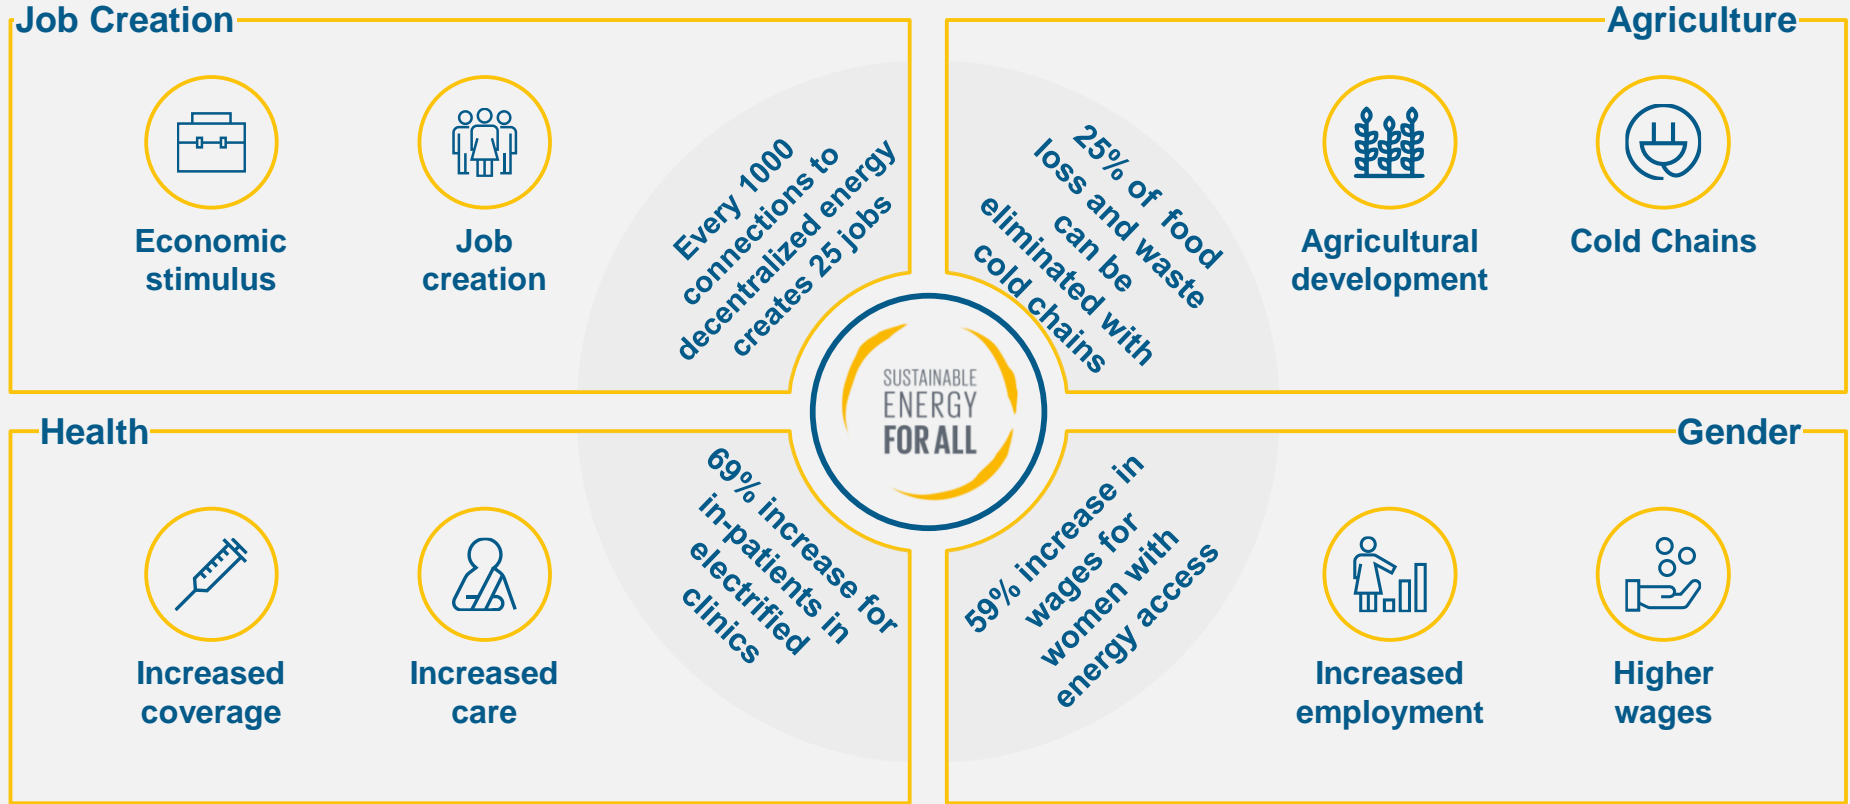 Job Creation
Economic
stimulus
Job
creation
Every 1000
connections to
decentralized energy
creates 25 jobs
Agriculture
25% of food
loss and waste
can be
eliminated with
cold chains
Agricultural
development
Cold Chains
SUSTAINABLE
ENERGY
FOR ALL
Health
Increased
coverage
Increased
care
69% increase for
in-patients in
electrified
clinics
Gender
59% increase in
wages for
women with
energy access
Increased
employment
Higher
wages